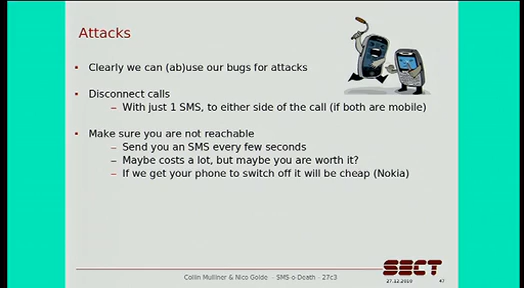 Attacks
Clearly we can (ab)use our bugs for attacks
Disconnect calls
– With just 1 SMS, to either side of the call (if both are mobile)
Make sure you are not reachable
– Send you an SMS every few seconds
– Maybe costs a lot, but maybe you are worth it?
– If we get your phone to switch off it will be cheap (Nokia)
Collin Mulliner & Nico Golde - SMS-o-Death - 27c3
SECT
27.12.2010 47